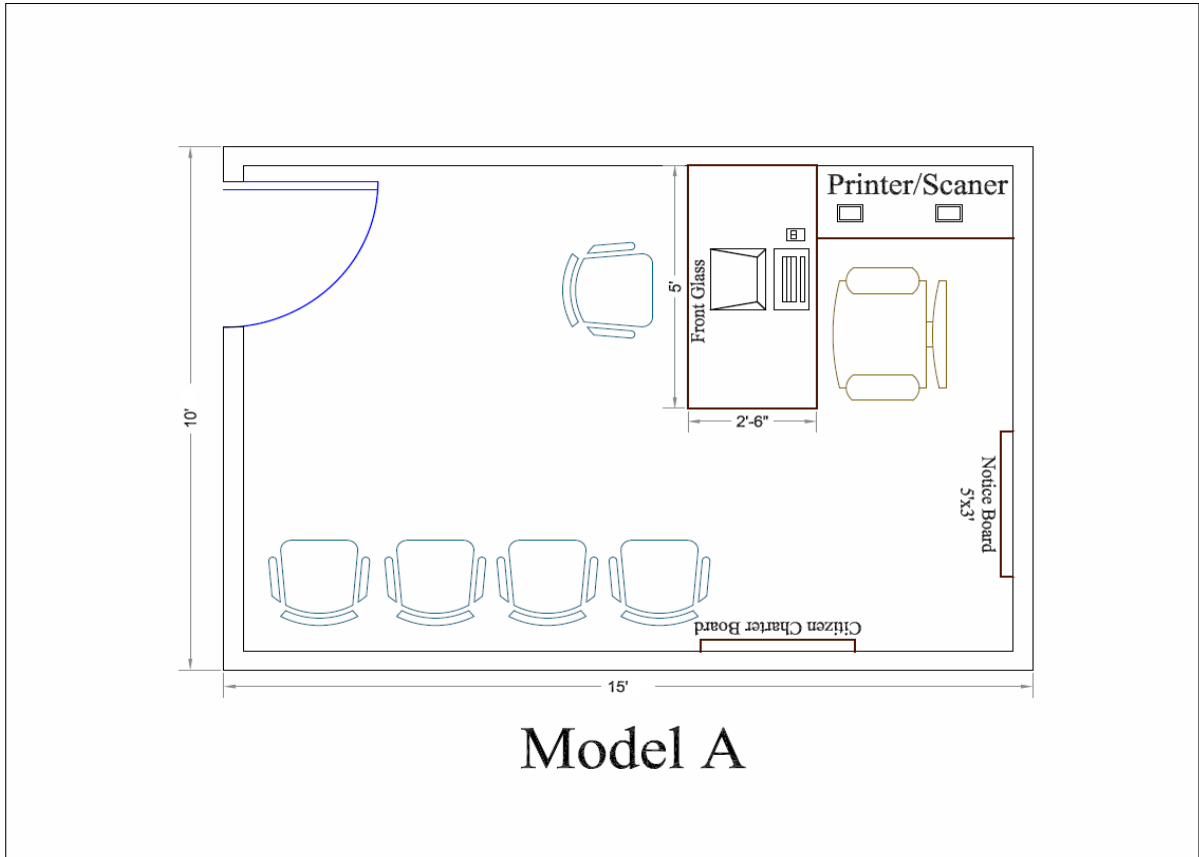 Printer/Scaner
Front Glass
5'
2'-6"
10'
Notice Board
5'x3'
Citizen Charter Board
15'
Model A